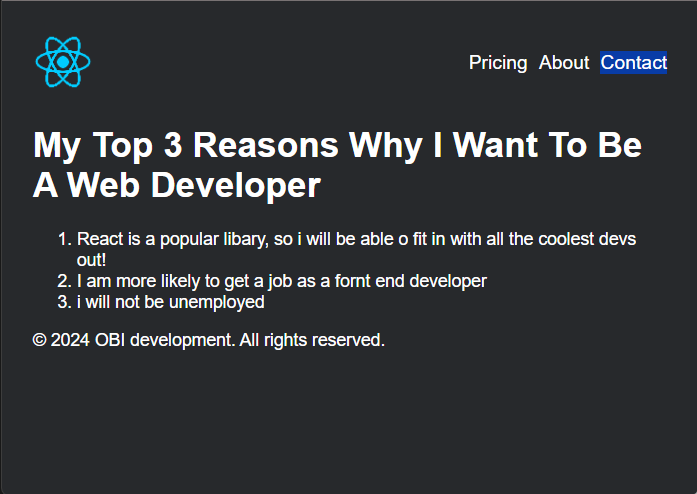 Pricing About Contact
My Top 3 Reasons Why I Want To Be
A Web Developer
1. React is a popular libary, so i will be able o fit in with all the coolest devs
out!
2. I am more likely to get a job as a fornt end developer
3. i will not be unemployed
© 2024 OBI development. All rights reserved.